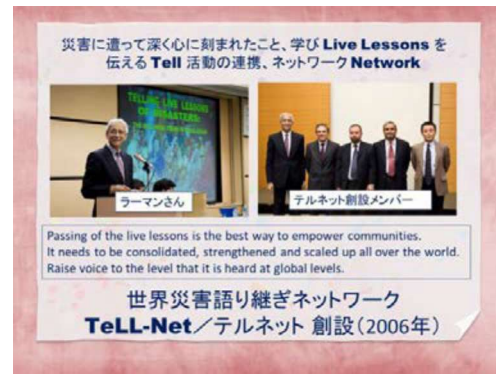 災害に遭って深く心に刻まれたこと、学び Live Lessons を
伝える Tell 活動の連携、ネットワーク Network
TELLING LIVE LESSONS
OF DISASTERS:
ラーマンさん
テルネット創設メンバー
Passing of the live lessons is the best way to empower communities.
It needs to be consolidated, strengthened and scaled up all over the world.
Raise voice to the level that it is heard at global levels.
世界災害語り継ぎネットワーク
TeLL-Net／テルネット 創設（2006年）